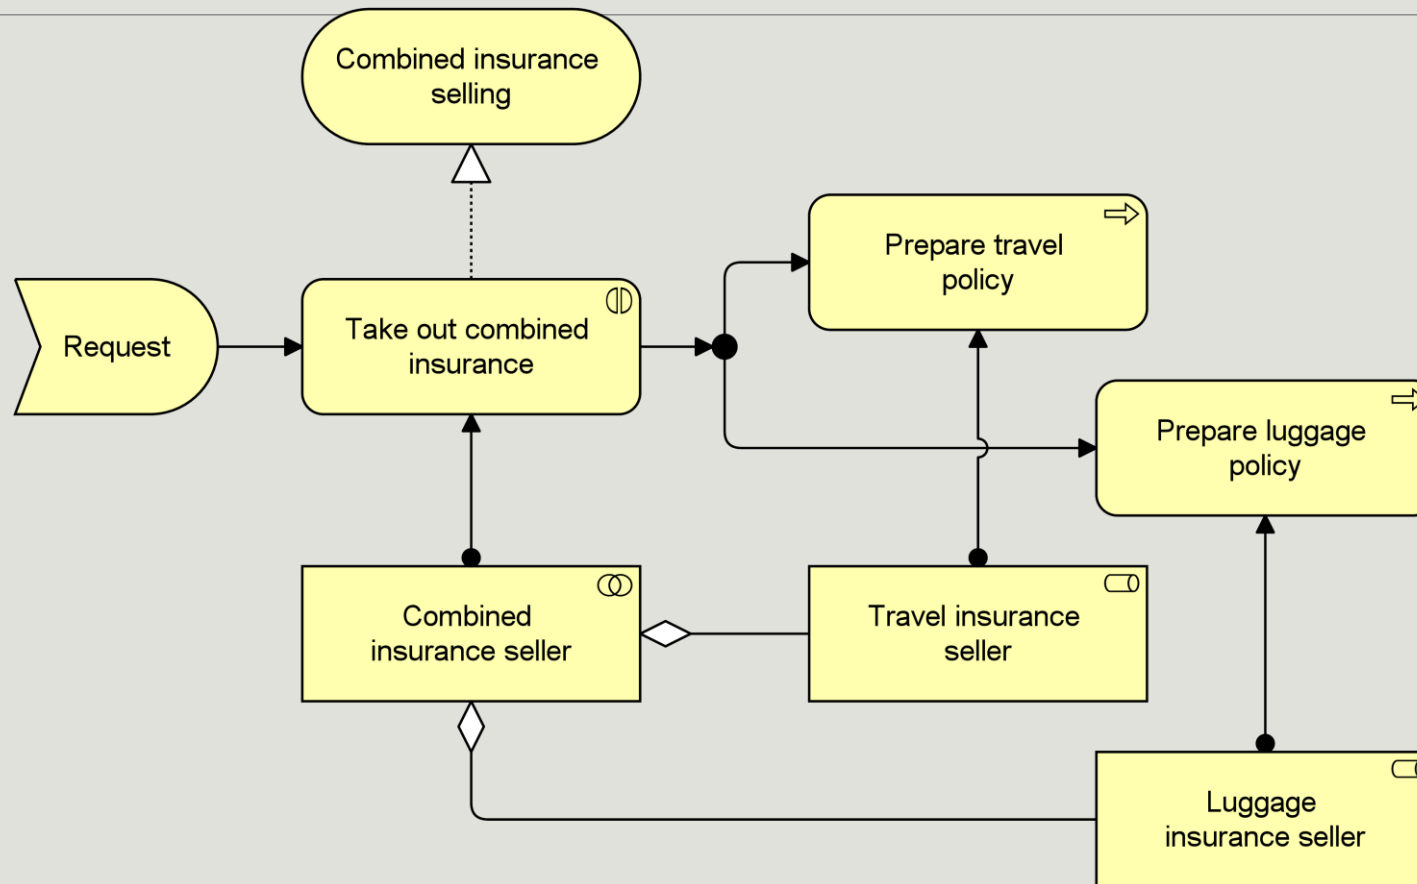 Combined insurance
selling
Prepare travel
policy
Request
Take out combined
insurance
Prepare luggage
policy
Combined
insurance seller
Travel insurance
seller
Luggage
insurance seller